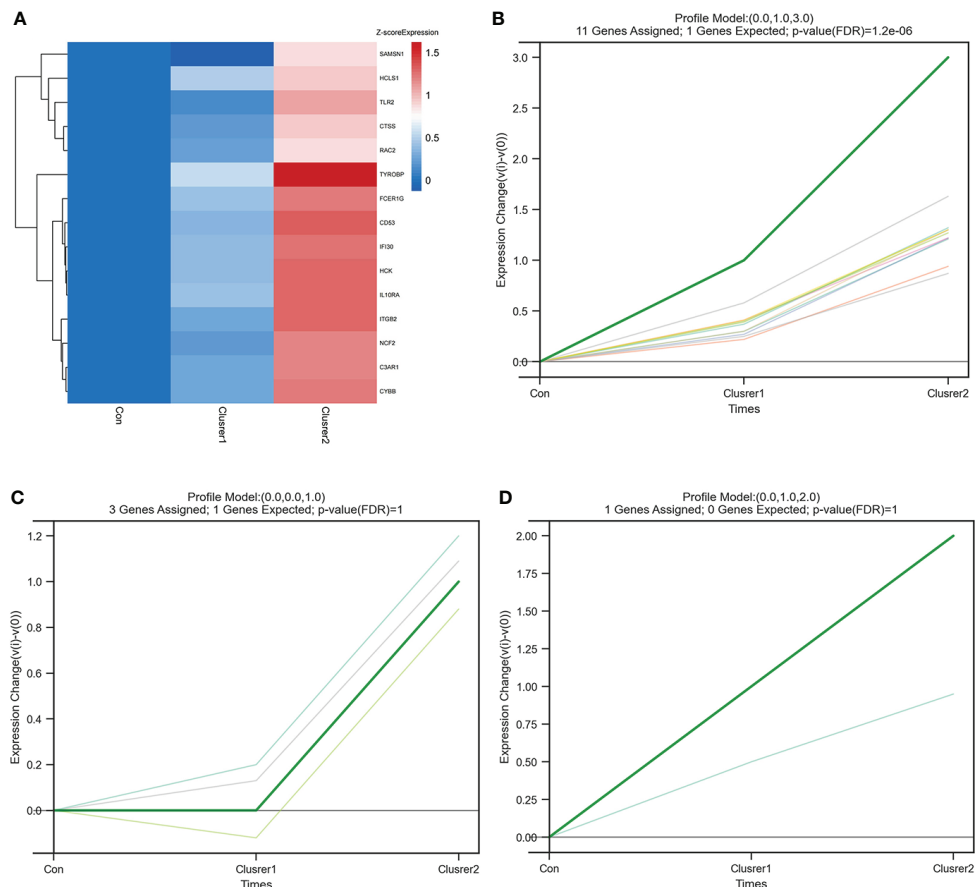 A
Z-scoreExpression
1.5
1
0.5
0
SAMSN1
HCLS1
TLR2
CTSS
RAC2
TYROBP
FCER1G
CD53
IFI30
HCK
IL10RA
ITGB2
NCF2
C3AR1
CYBB
Con
Clusrer1
Clusrer2
B
Profile Model:(0.0,1.0,3.0)
11 Genes Assigned; 1 Genes Expected; p-value(FDR)=1.2e-06
Expression Change(v(i)-v(0))
3.0
2.5
2.0
1.5
1.0
0.5
0.0
Con
Clusrer1
Clusrer2
Times
C
Profile Model:(0.0,0.0,1.0)
3 Genes Assigned; 1 Genes Expected; p-value(FDR)=1
Expression Change(v(i)-v(0))
1.2
1.0
0.8
0.6
0.4
0.2
0.0
Con
Clusrer1
Clusrer2
Times
D
Profile Model:(0.0,1.0,2.0)
1 Genes Assigned; 0 Genes Expected; p-value(FDR)=1
Expression Change(v(i)-v(0))
2.00
1.75
1.50
1.25
1.00
0.75
0.50
0.25
0.00
Con
Clusrer1
Clusrer2
Times